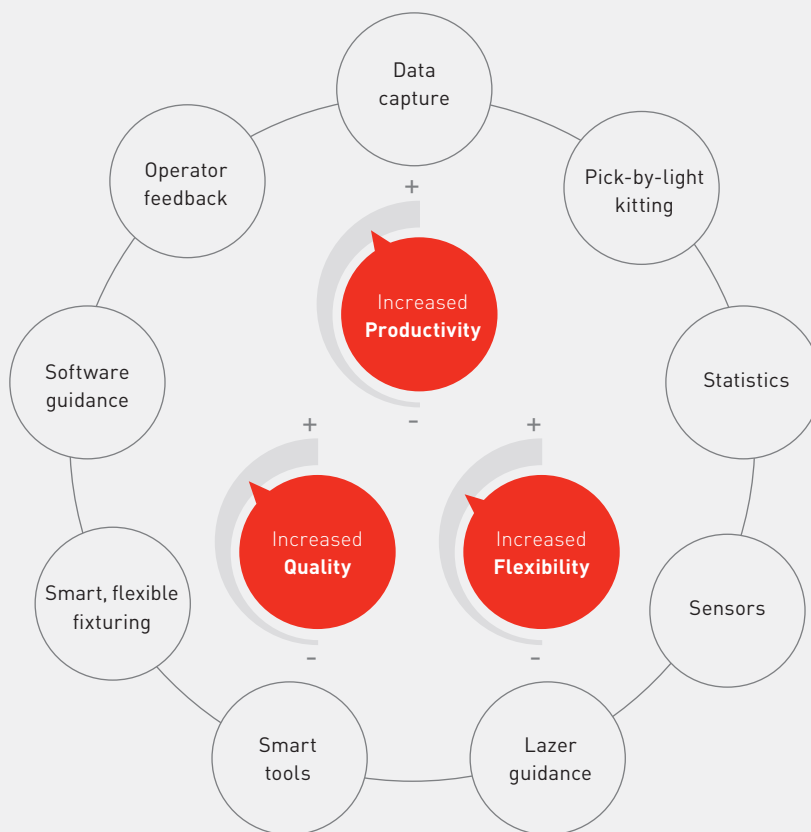 Data
capture
Operator
feedback
Pick-by-light
kitting
+
Increased
Productivity
-
Software
guidance
Statistics
+
Increased
Quality
-
+
Increased
Flexibility
-
Smart, flexible
fixturing
Sensors
Smart
tools
Lazer
guidance